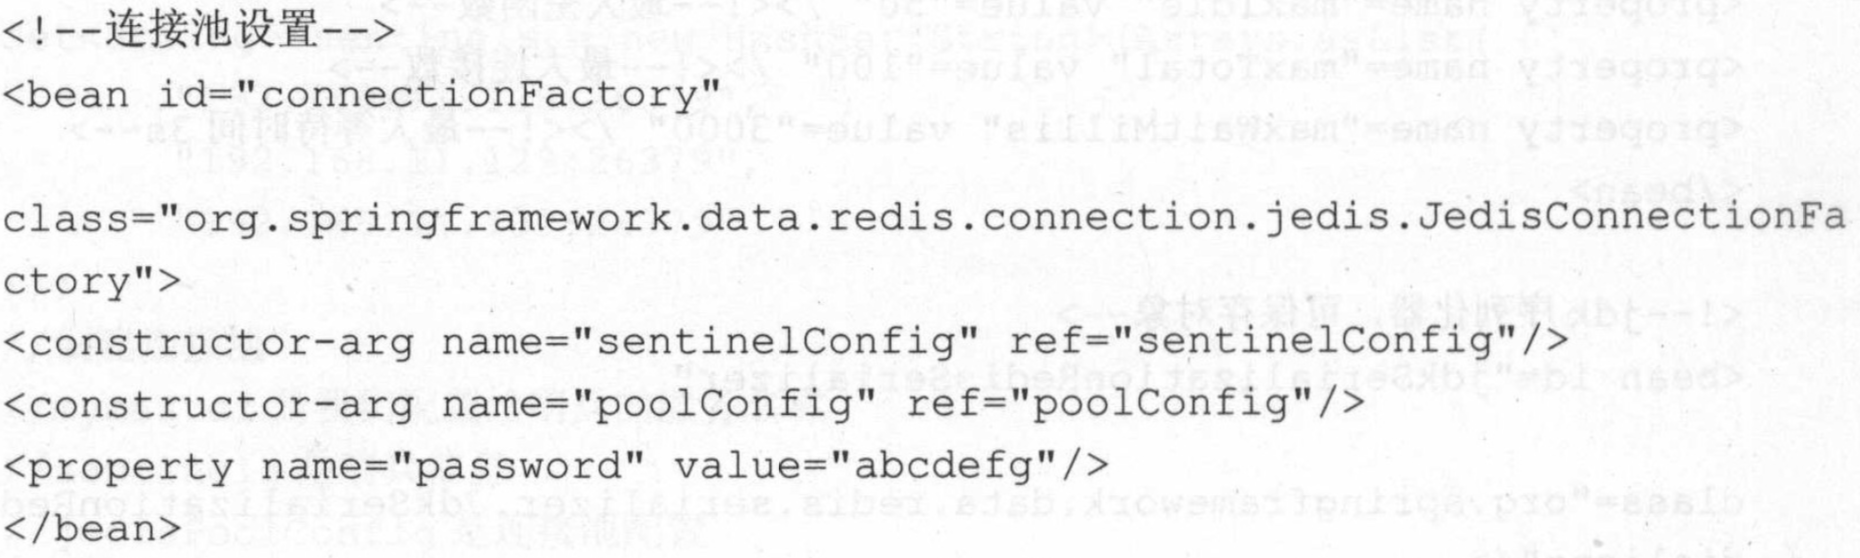 <!--连接池设置-->
<bean id="connectionFactory"
class="org.springframework.data.redis.connection.jedis.JedisConnectionFa
ctory">
<constructor-arg name="sentinelConfig" ref="sentinelConfig"/>
<constructor-arg name="poolConfig" ref="poolConfig"/>
<property name="password" value="abcdefg"/>
</bean>